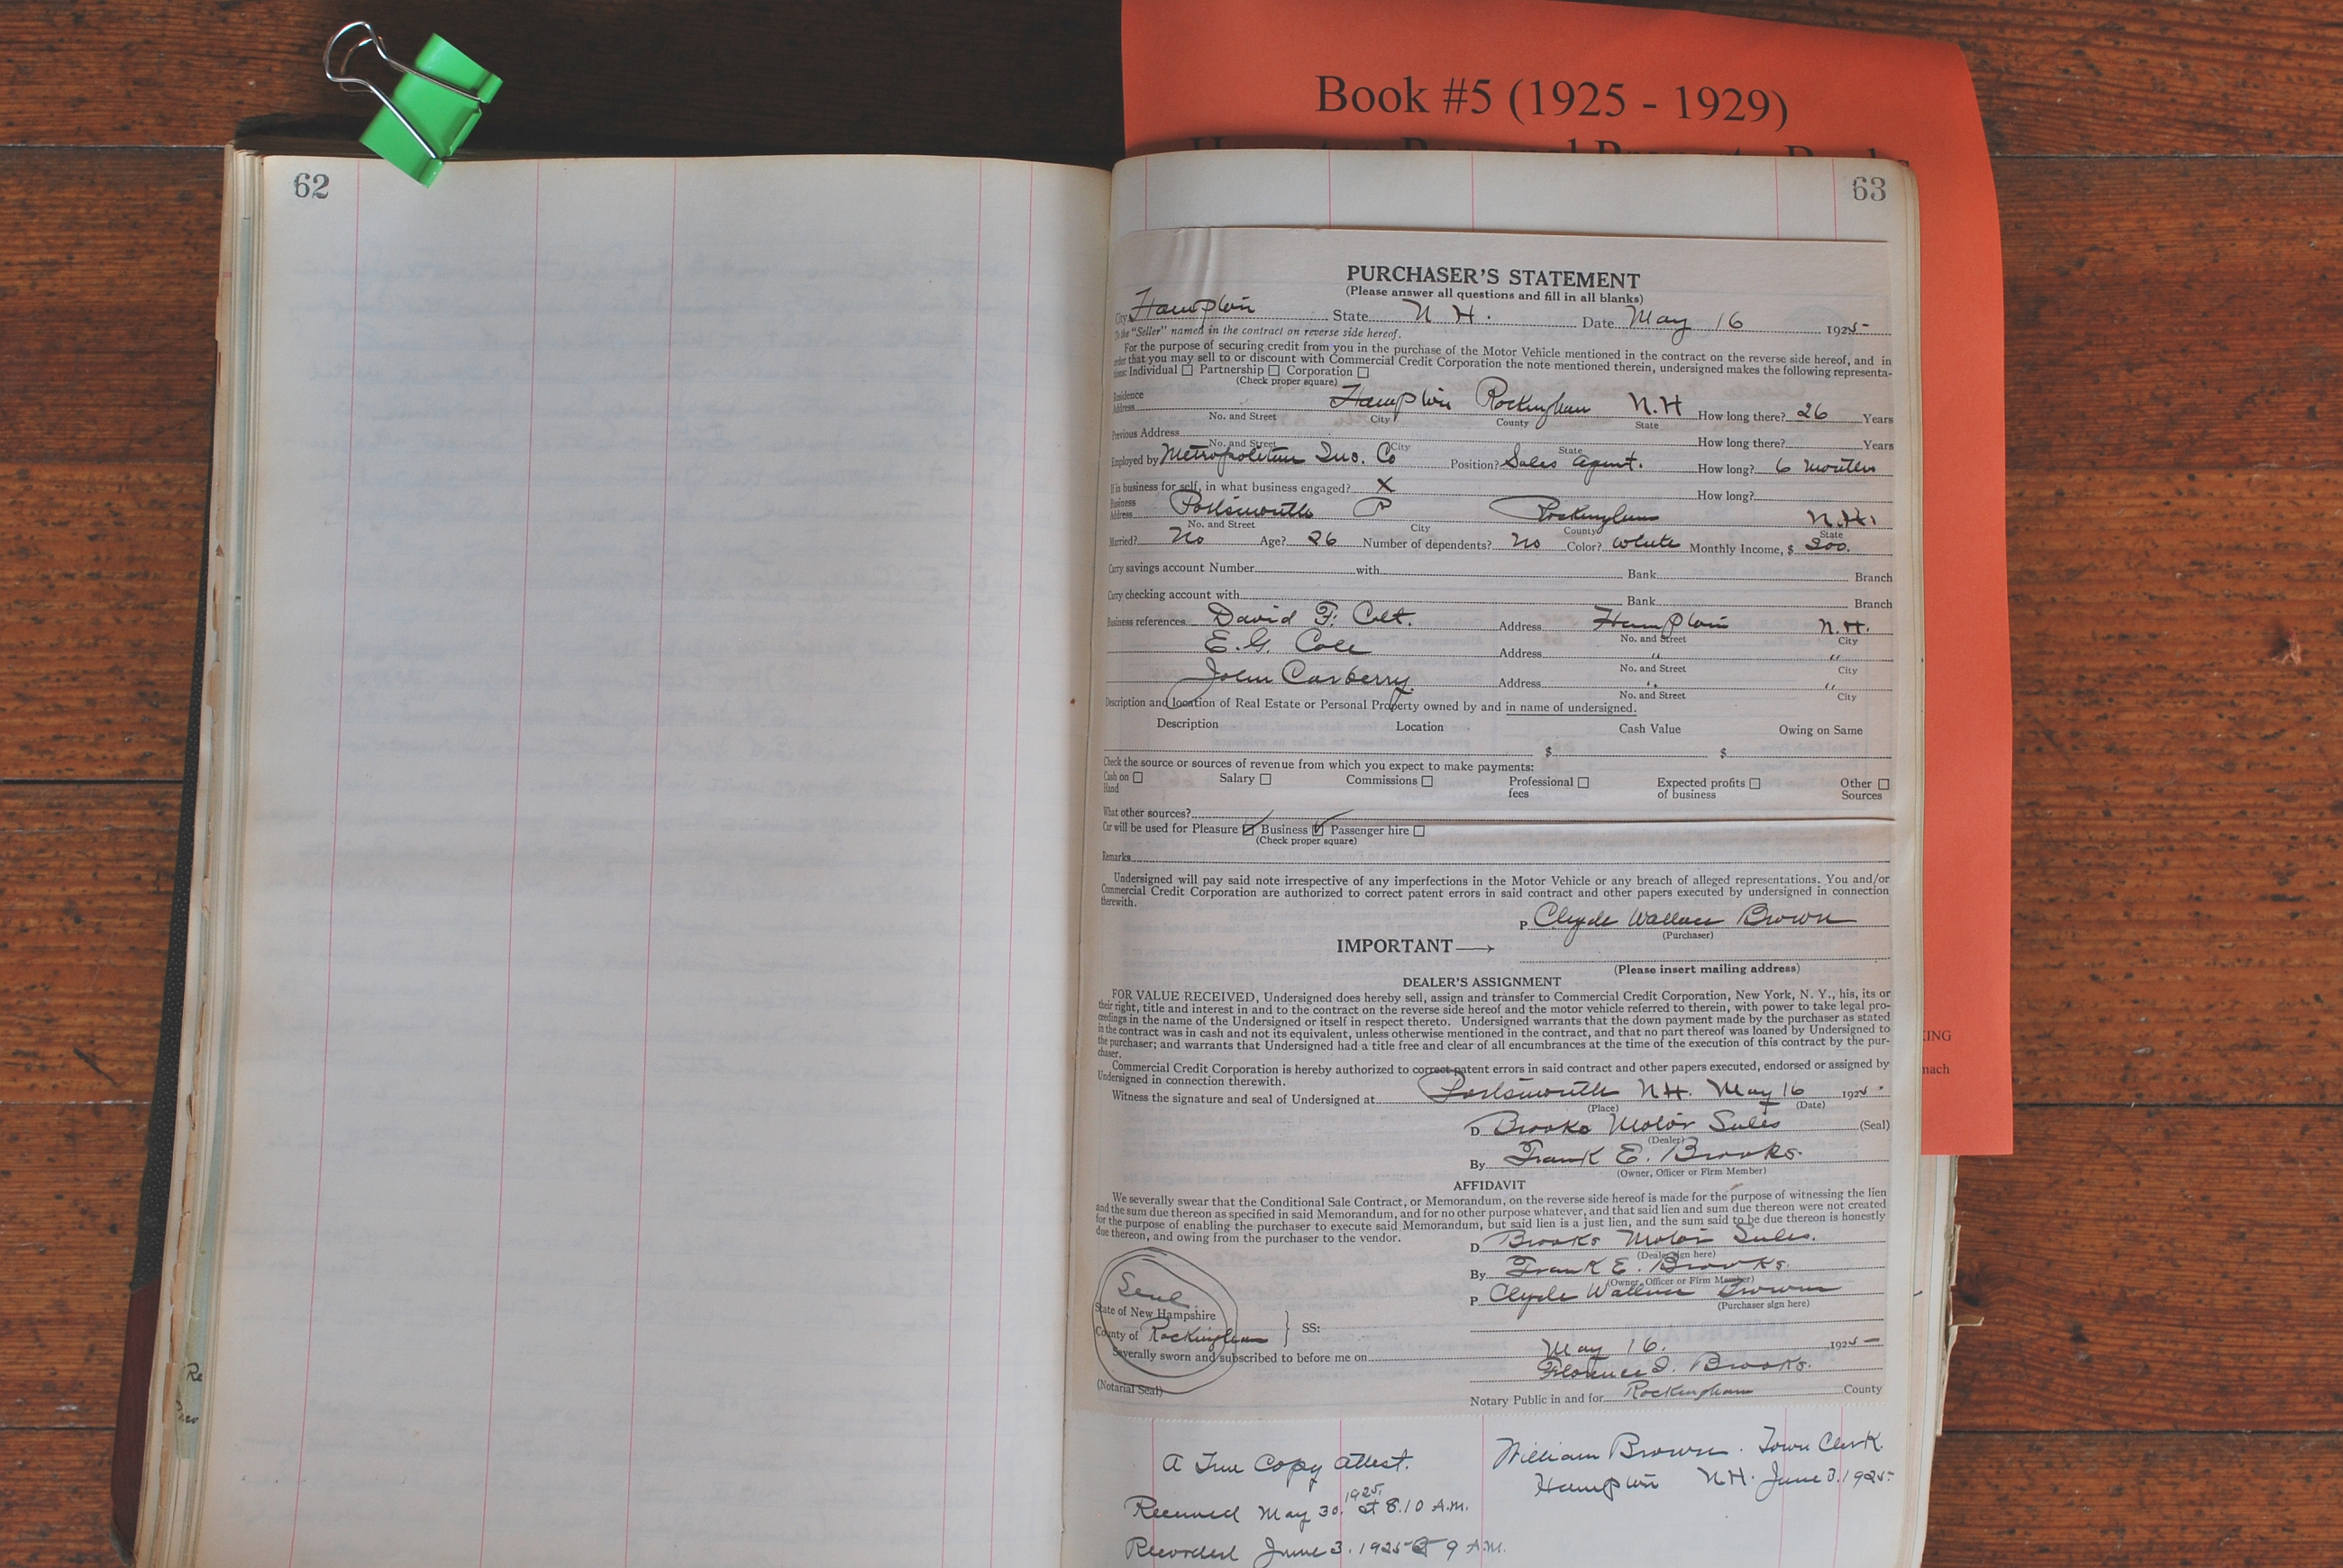 Book #5 (1925 - 1929)
62
63
PURCHASER'S STATEMENT
(Please answer all questions and fill in all blanks)
City Hampton State N H. Date May 16 1925
To the "Seller" named in the contract on reverse side hereof.
For the purpose of securing credit from you in the purchase of the Motor Vehicle mentioned in the contract on the reverse side hereof, and in
order that you may sell to or discount with Commercial Credit Corporation the note mentioned therein, undersigned makes the following representa-
tions: Individual ☐ Partnership ☐ Corporation ☐
(Check proper square)
Residence
Address Hampton Rockingham N.H How long there? 26 Years
No. and Street City County State
Previous Address How long there? Years
No. and Street City State
Employed by Metropolitan Ins. Co Position? Sales Agent. How long? 6 months
If in business for self, in what business engaged? X How long?
Business
Address Portsmouth P Rockingham N.H.
No. and Street City County State
Married? No Age? 26 Number of dependents? No Color? White Monthly Income, $ 200.
Carry savings account Number with Bank Branch
Carry checking account with Bank Branch
Business references David F. Colt. Address Hampton N.H.
No. and Street City
E. G. Cole Address " "
No. and Street City
John Carberry. Address " "
No. and Street City
Description and location of Real Estate or Personal Property owned by and in name of undersigned.
Description Location Cash Value Owing on Same
$ $
Check the source or sources of revenue from which you expect to make payments:
Cash on ☐ Salary ☐ Commissions ☐ Professional ☐ Expected profits ☐ Other ☐
Hand fees of business Sources
What other sources?
Car will be used for Pleasure ☑ Business ☑ Passenger hire ☐
(Check proper square)
Remarks
Undersigned will pay said note irrespective of any imperfections in the Motor Vehicle or any breach of alleged representations. You and/or
Commercial Credit Corporation are authorized to correct patent errors in said contract and other papers executed by undersigned in connection
therewith.
P Clyde Wallace Brown
(Purchaser)
IMPORTANT →
(Please insert mailing address)
DEALER'S ASSIGNMENT
FOR VALUE RECEIVED, Undersigned does hereby sell, assign and transfer to Commercial Credit Corporation, New York, N. Y., his, its or
their right, title and interest in and to the contract on the reverse side hereof and the motor vehicle referred to therein, with power to take legal pro-
ceedings in the name of the Undersigned or itself in respect thereto. Undersigned warrants that the down payment made by the purchaser as stated
in the contract was in cash and not its equivalent, unless otherwise mentioned in the contract, and that no part thereof was loaned by Undersigned to
the purchaser; and warrants that Undersigned had a title free and clear of all encumbrances at the time of the execution of this contract by the pur-
chaser.
Commercial Credit Corporation is hereby authorized to correct patent errors in said contract and other papers executed, endorsed or assigned by
Undersigned in connection therewith.
Witness the signature and seal of Undersigned at Portsmouth N H. May 16 1925.
(Place) (Date)
D Brooks Motor Sales (Seal)
(Dealer)
By Frank E. Brooks.
(Owner, Officer or Firm Member)
AFFIDAVIT
We severally swear that the Conditional Sale Contract, or Memorandum, on the reverse side hereof is made for the purpose of witnessing the lien
and the sum due thereon as specified in said Memorandum, and for no other purpose whatever, and that said lien and sum due thereon were not created
for the purpose of enabling the purchaser to execute said Memorandum, but said lien is a just lien, and the sum said to be due thereon is honestly
due thereon, and owing from the purchaser to the vendor.
D Brooks Motor Sales.
(Dealer sign here)
By Frank E. Brooks.
(Owner, Officer or Firm Member)
P Clyde Wallace Brown
(Purchaser sign here)
Seal
State of New Hampshire
County of Rockingham } SS:
Severally sworn and subscribed to before me on May 16. 1925
Florence I. Brooks.
(Notarial Seal)
Notary Public in and for Rockingham County
A True Copy Attest. William Brown. Town Clerk.
Hampton N H. June 3. 1925
Received May 30. 1925. at 8.10 A.M.
Recorded June 3. 1925 @ 9 A.M.